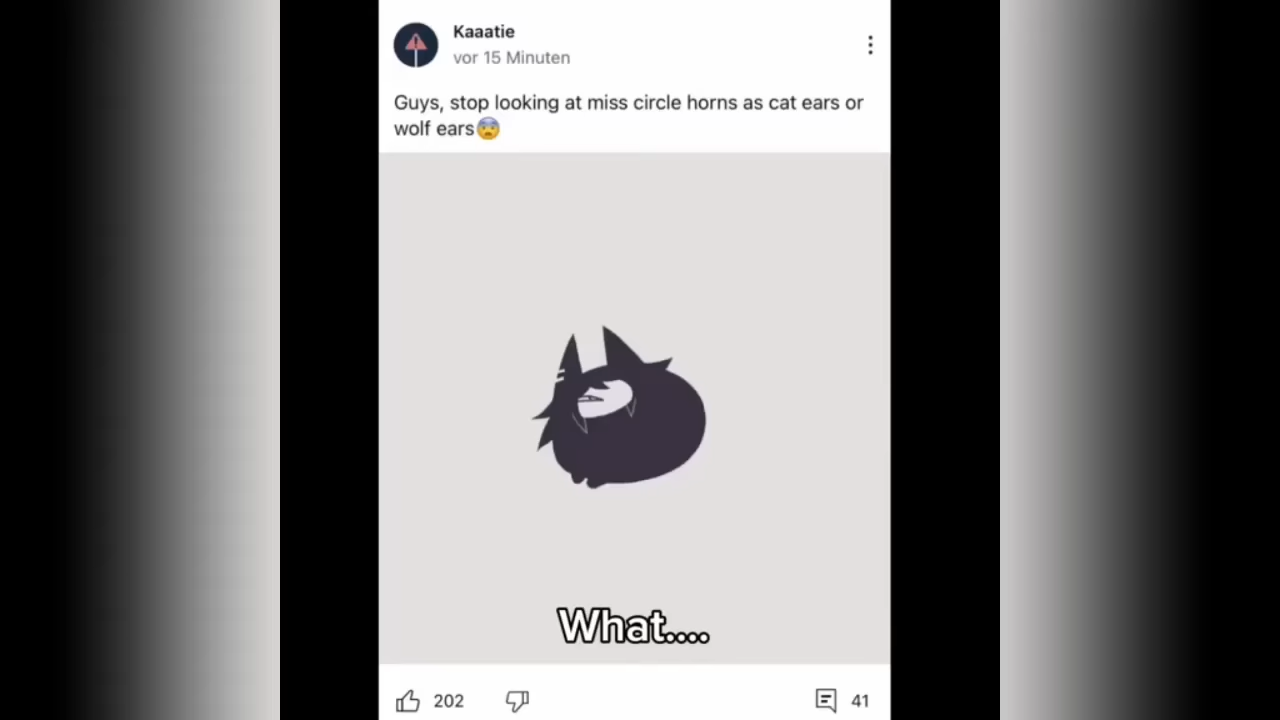 Kaaatie
vor 15 Minuten
Guys, stop looking at miss circle horns as cat ears or
wolf ears😨
What....
202
41